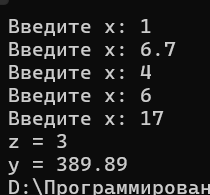 Введите x: 1
Введите x: 6.7
Введите x: 4
Введите x: 6
Введите x: 17
z = 3
y = 389.89
D:\Программирован